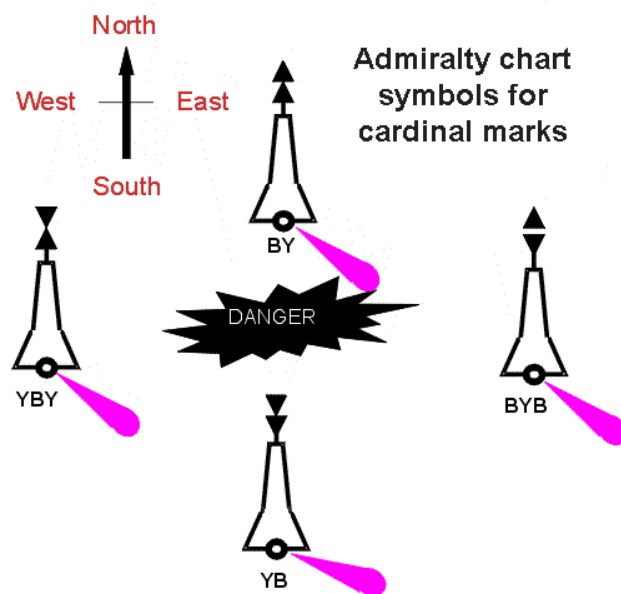 North
West East
South
Admiralty chart
symbols for
cardinal marks
BY
DANGER
YBY
BYB
YB